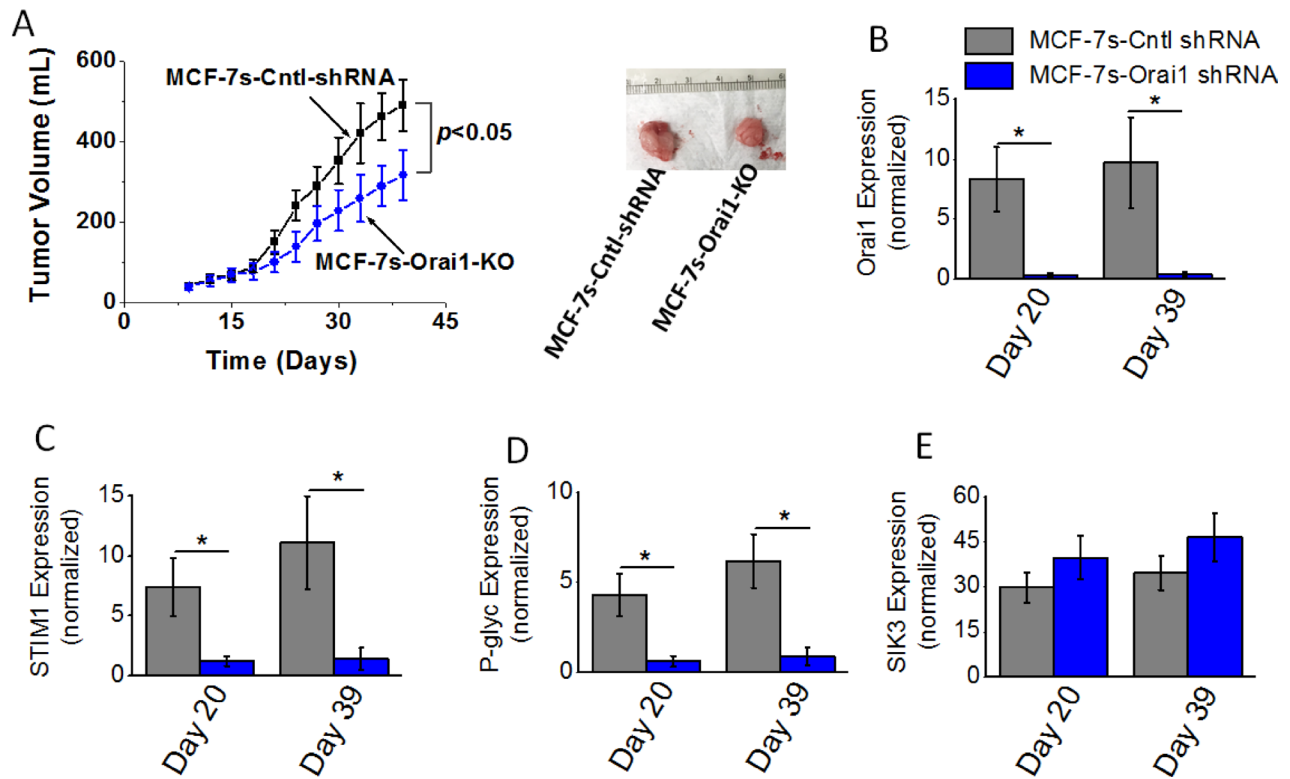 A
Tumor Volume (mL)
600
400
200
0
0
15
30
45
Time (Days)
MCF-7s-Cntl-shRNA
p<0.05
MCF-7s-Orai1-KO
MCF-7s-Cntl-shRNA
MCF-7s-Orai1-KO
B
MCF-7s-Cntl shRNA
MCF-7s-Orai1 shRNA
Orai1 Expression
(normalized)
15
10
5
0
*
*
Day 20
Day 39
C
STIM1 Expression
(normalized)
15
10
5
0
*
*
Day 20
Day 39
D
P-glyc Expression
(normalized)
10
5
0
*
*
Day 20
Day 39
E
SIK3 Expression
(normalized)
60
45
30
15
0
Day 20
Day 39